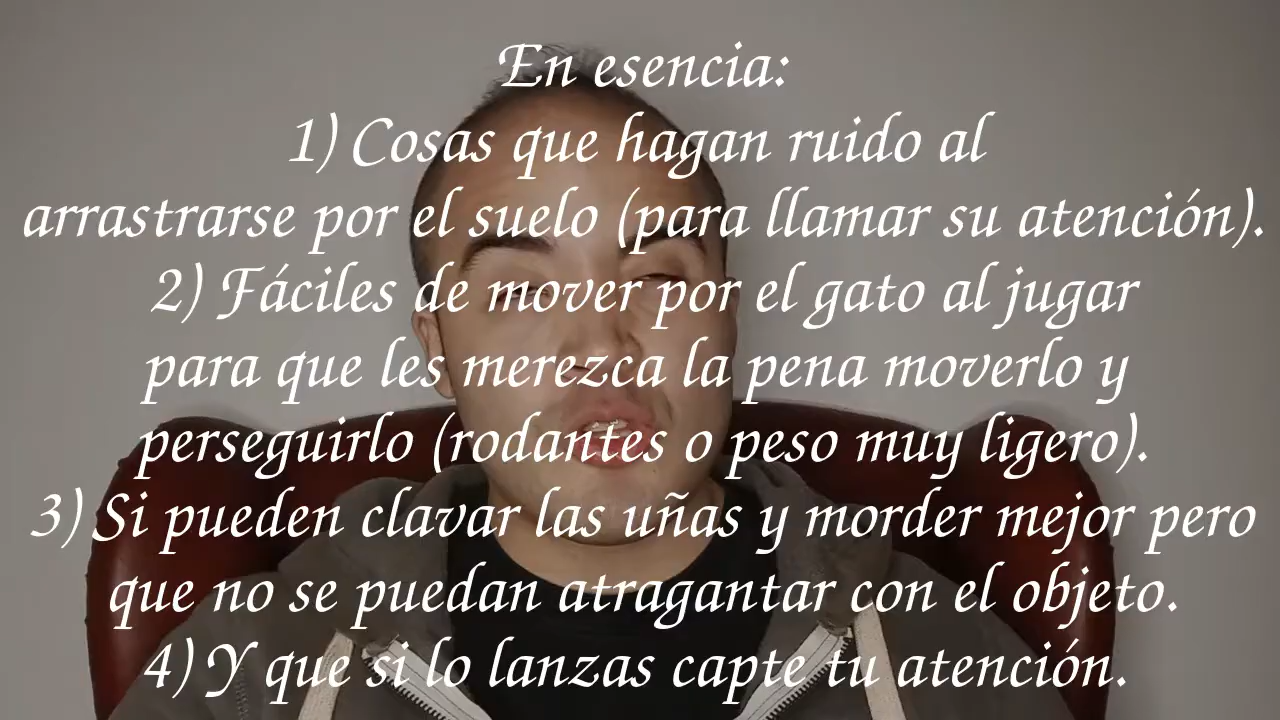 En esencia:
1) Cosas que hagan ruido al
arrastrarse por el suelo (para llamar su atención).
2) Fáciles de mover por el gato al jugar
para que les merezca la pena moverlo y
perseguirlo (rodantes o peso muy ligero).
3) Si pueden clavar las uñas y morder mejor pero
que no se puedan atragantar con el objeto.
4) Y que si lo lanzas capte tu atención.